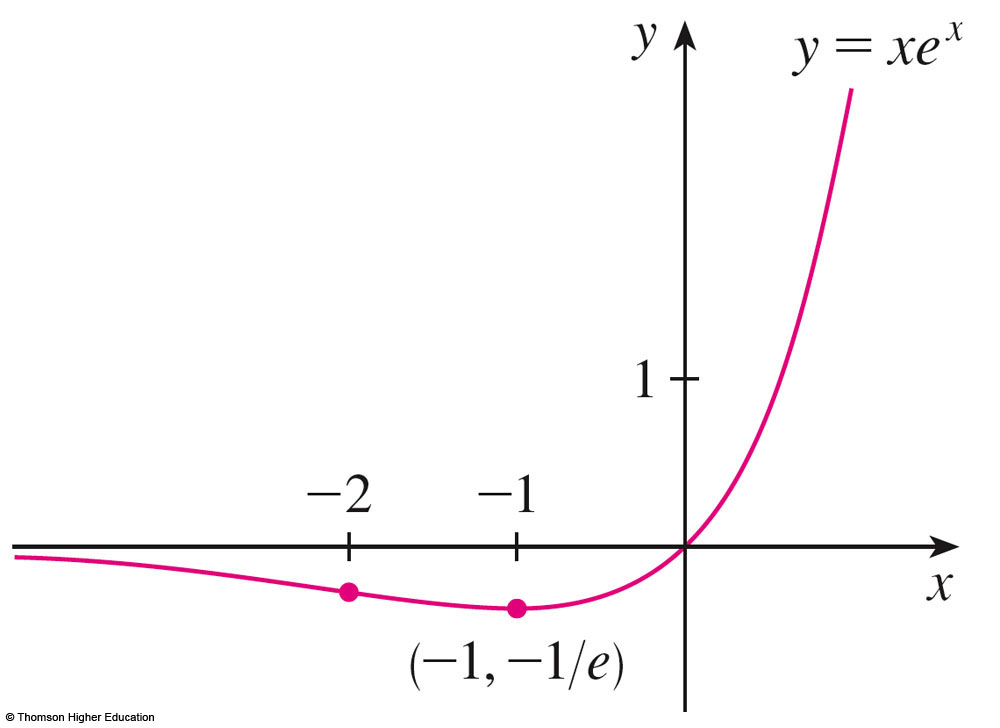 y
y = xe^x
1
−2
−1
x
(−1, −1/e)
© Thomson Higher Education